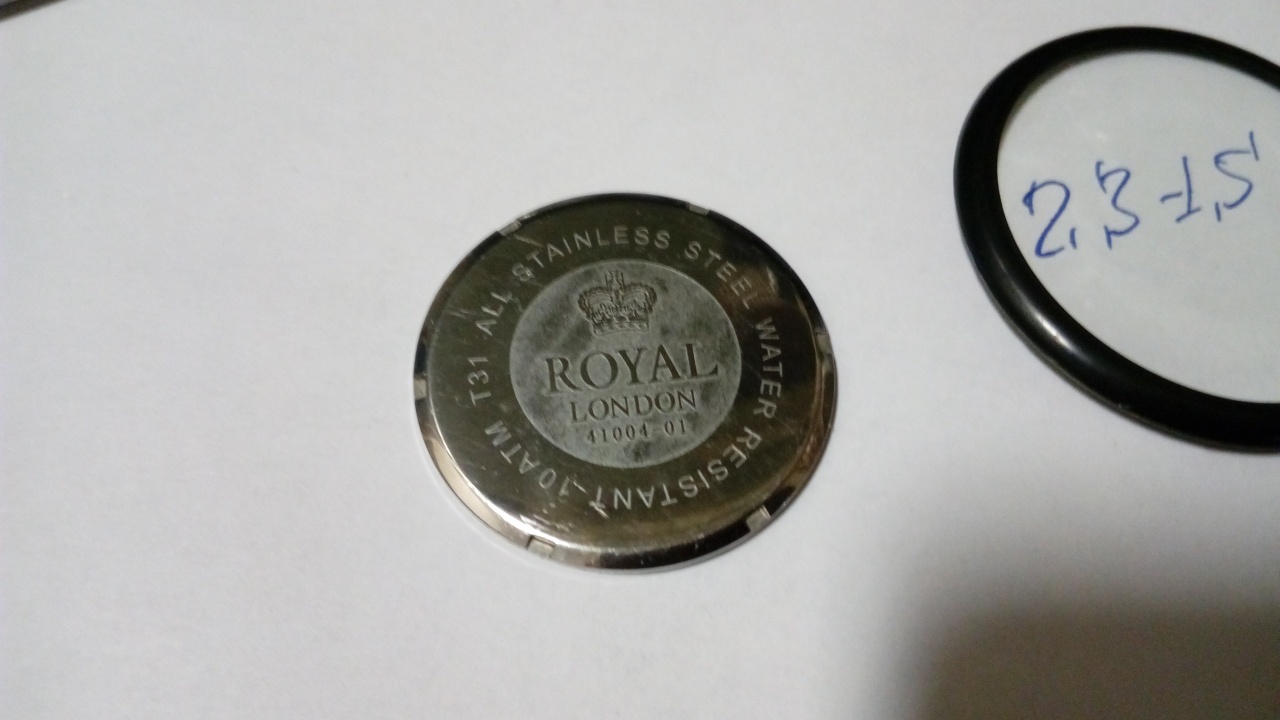 T31 ALL STAINLESS STEEL WATER RESISTANT 10ATM
ROYAL
LONDON
41004-01
2,3-1,5